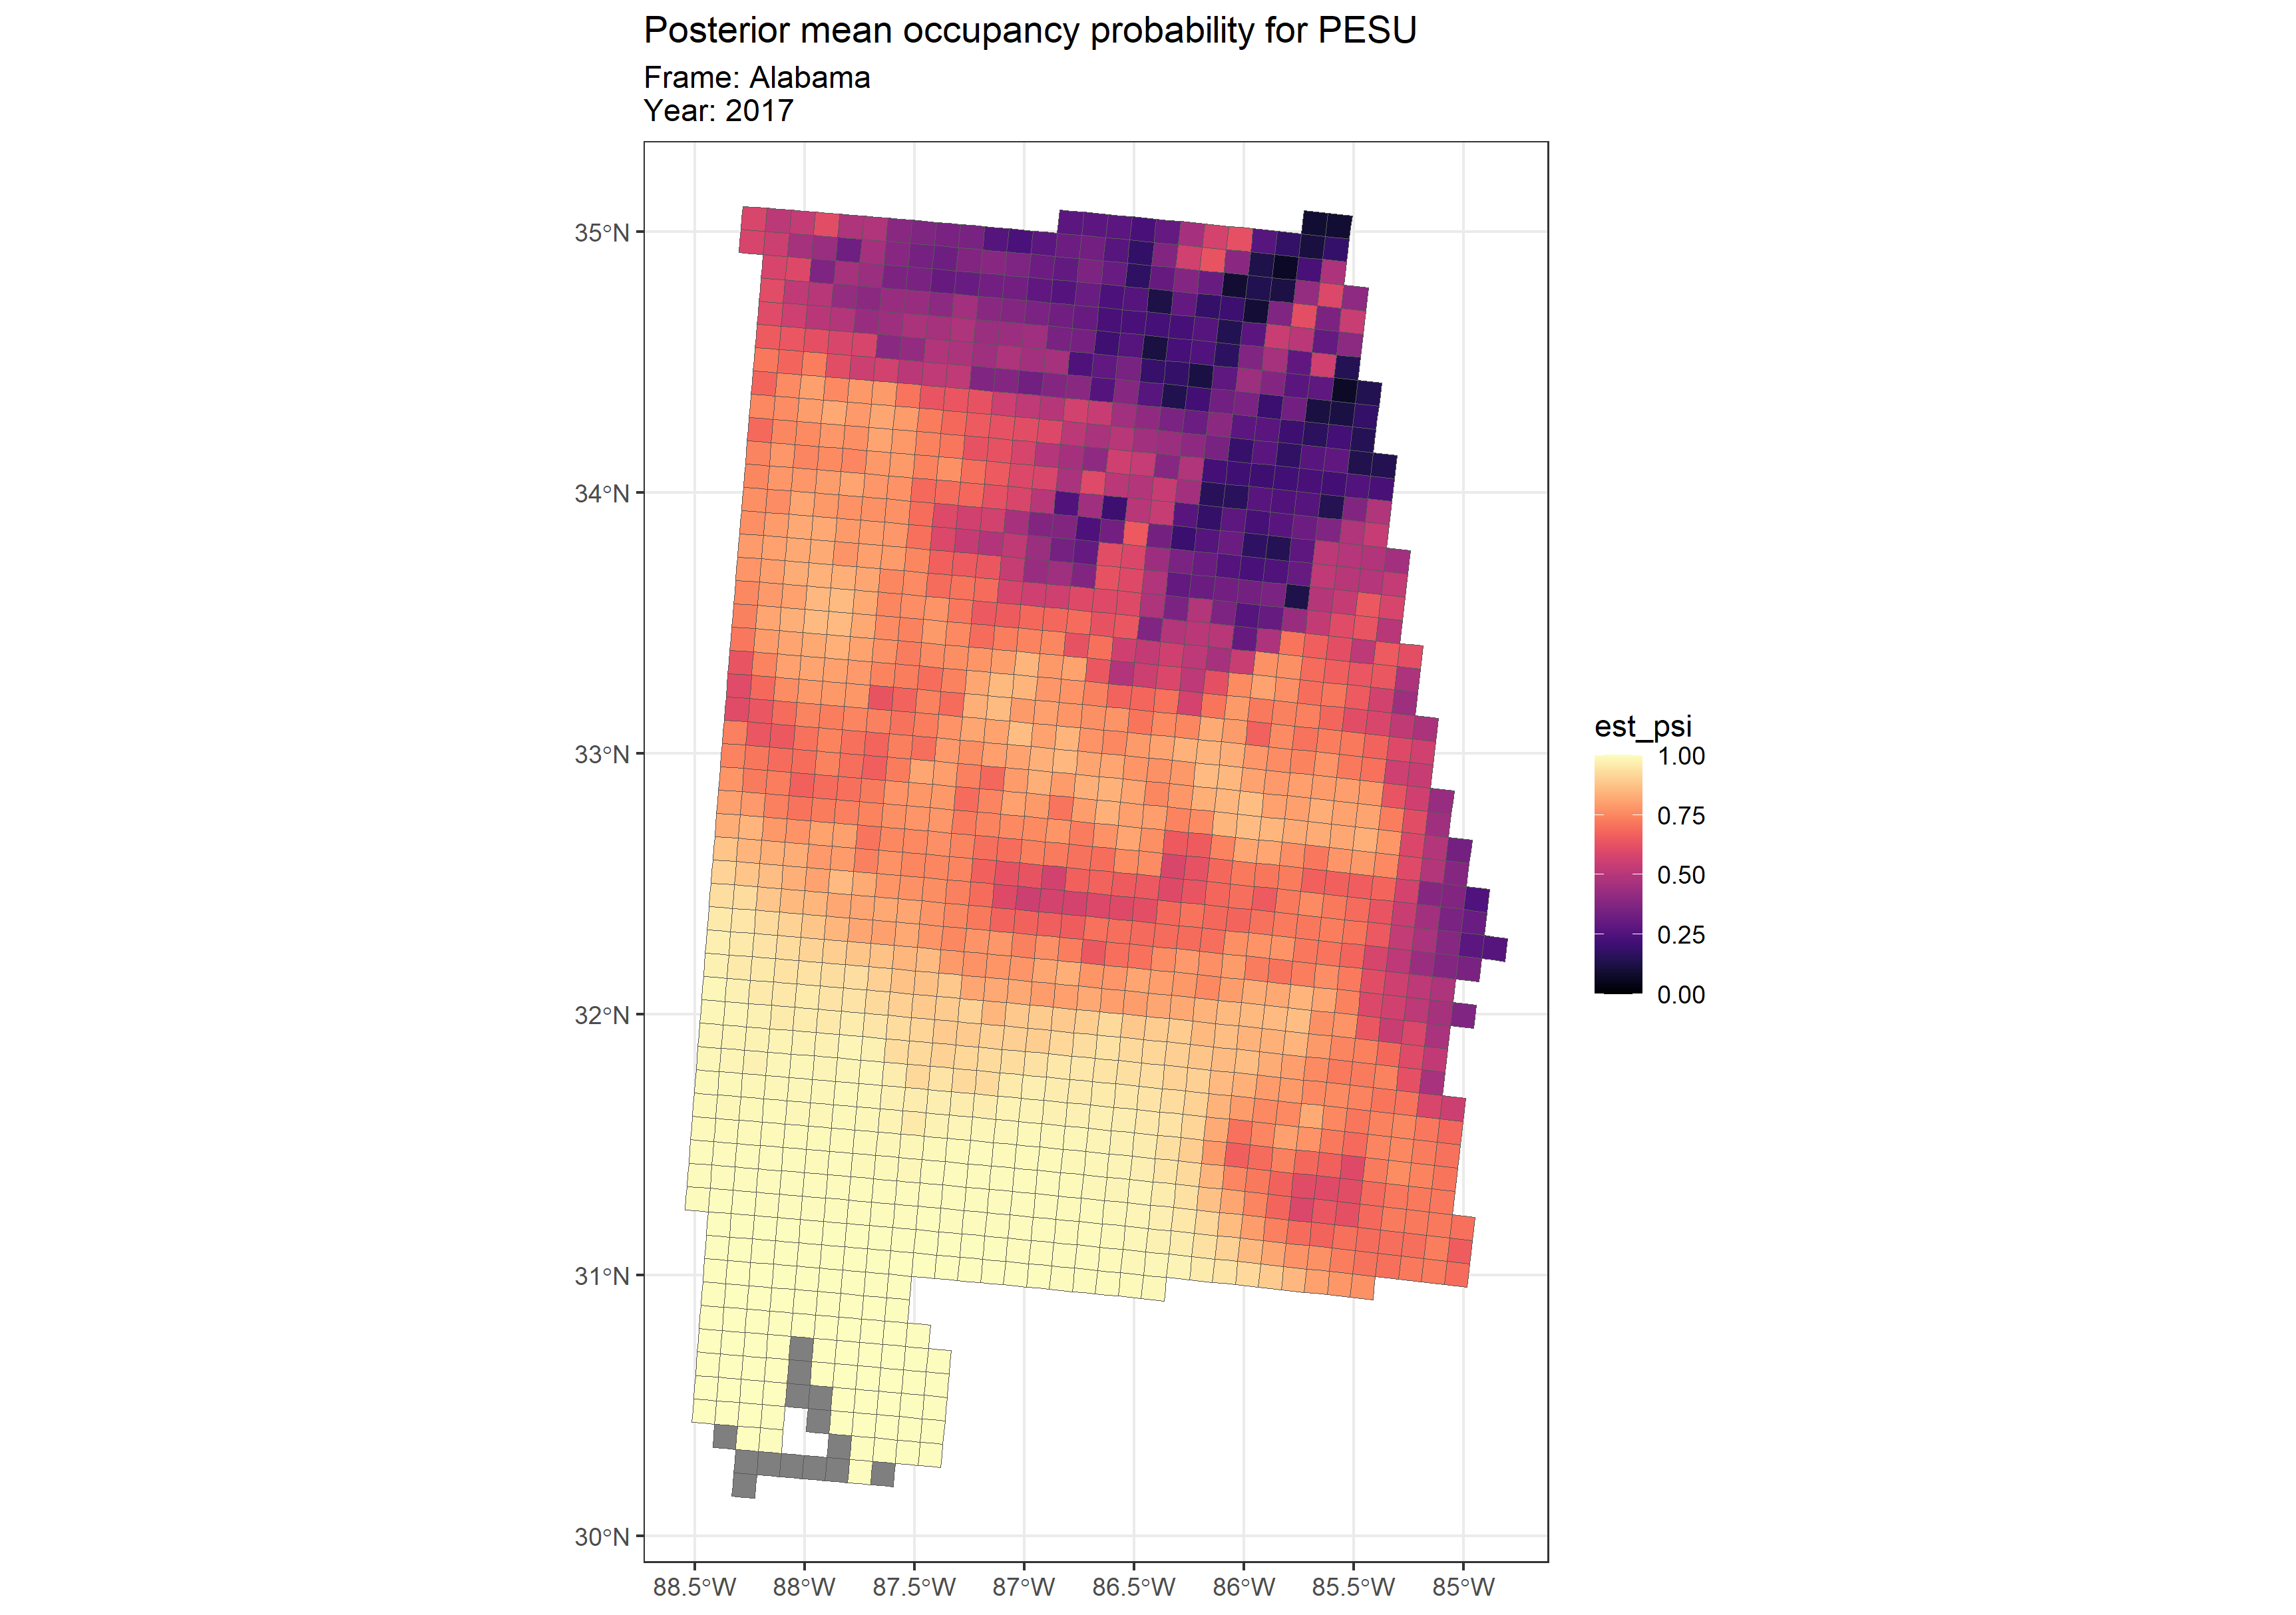 Posterior mean occupancy probability for PESU
Frame: Alabama
Year: 2017
35°N
34°N
33°N
32°N
31°N
30°N
88.5°W 88°W 87.5°W 87°W 86.5°W 86°W 85.5°W 85°W
est_psi
1.00
0.75
0.50
0.25
0.00